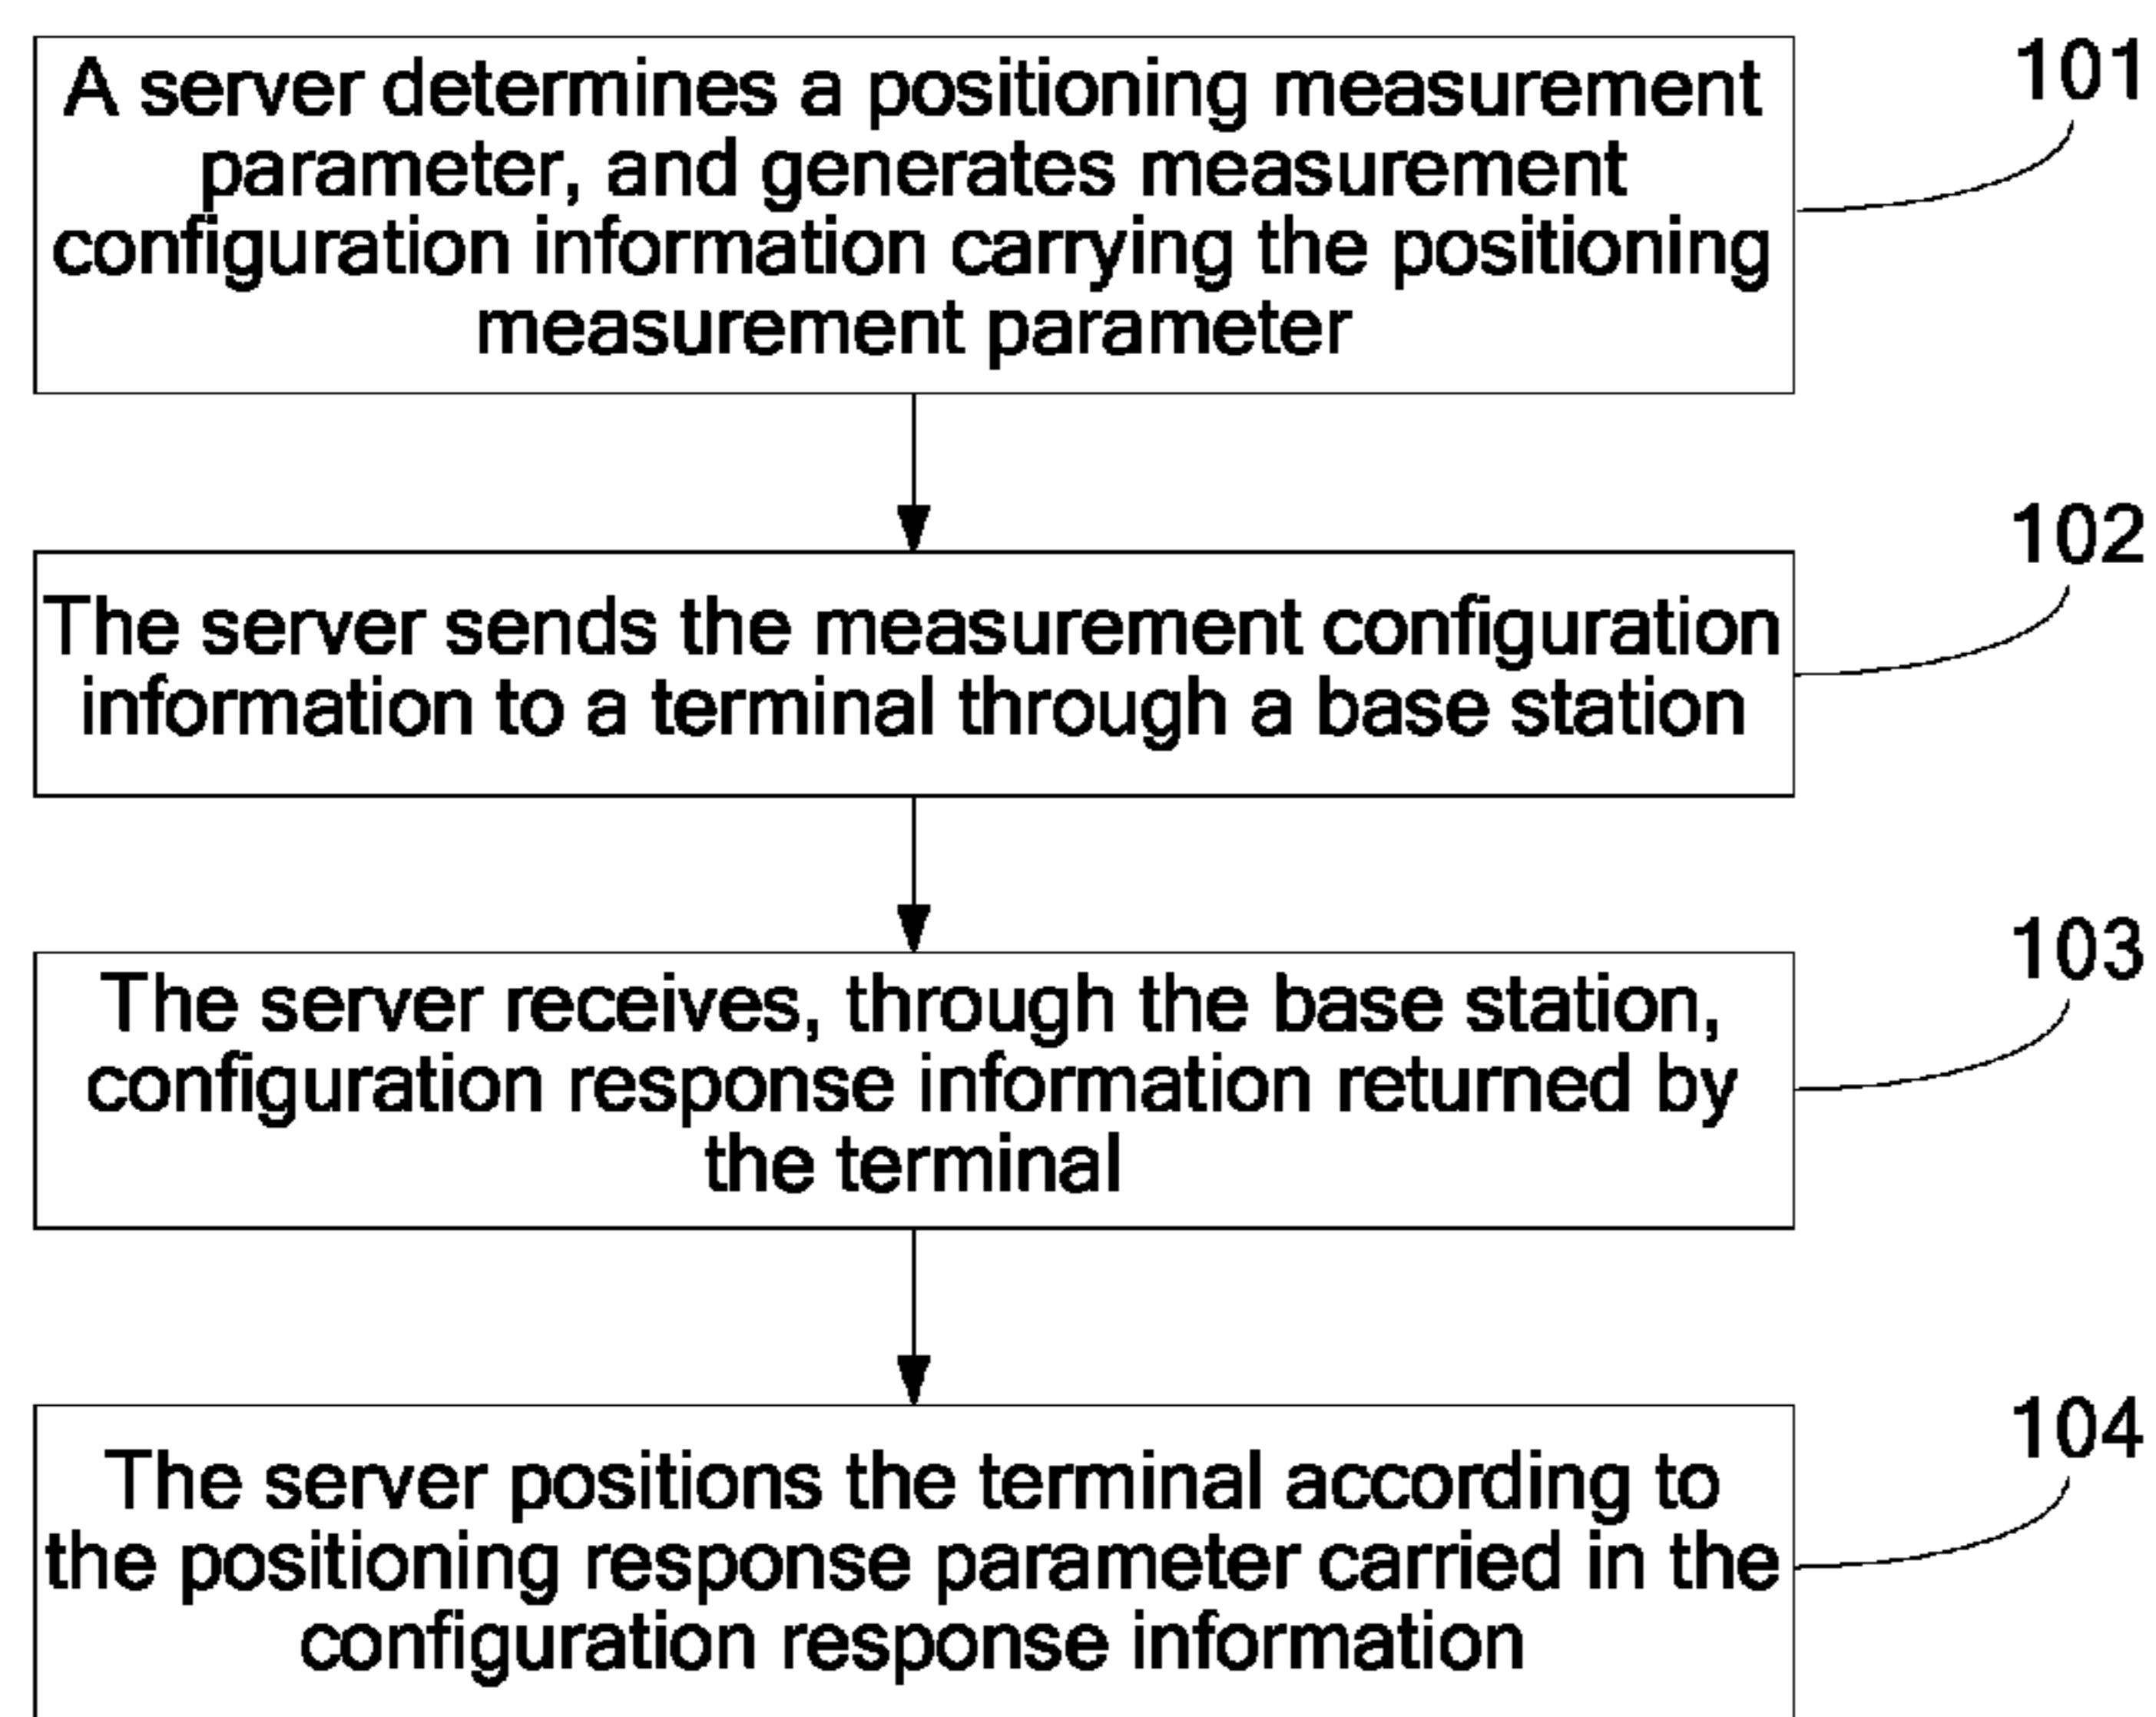 A server determines a positioning measurement
parameter, and generates measurement
configuration information carrying the positioning
measurement parameter
101
The server sends the measurement configuration
information to a terminal through a base station
102
The server receives, through the base station,
configuration response information returned by
the terminal
103
The server positions the terminal according to
the positioning response parameter carried in the
configuration response information
104